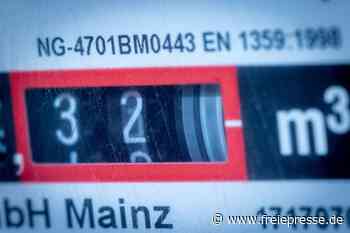 NG-4701BM0443 EN 1359:1998
, 3 2 m³
bH Mainz
www.freiepresse.de